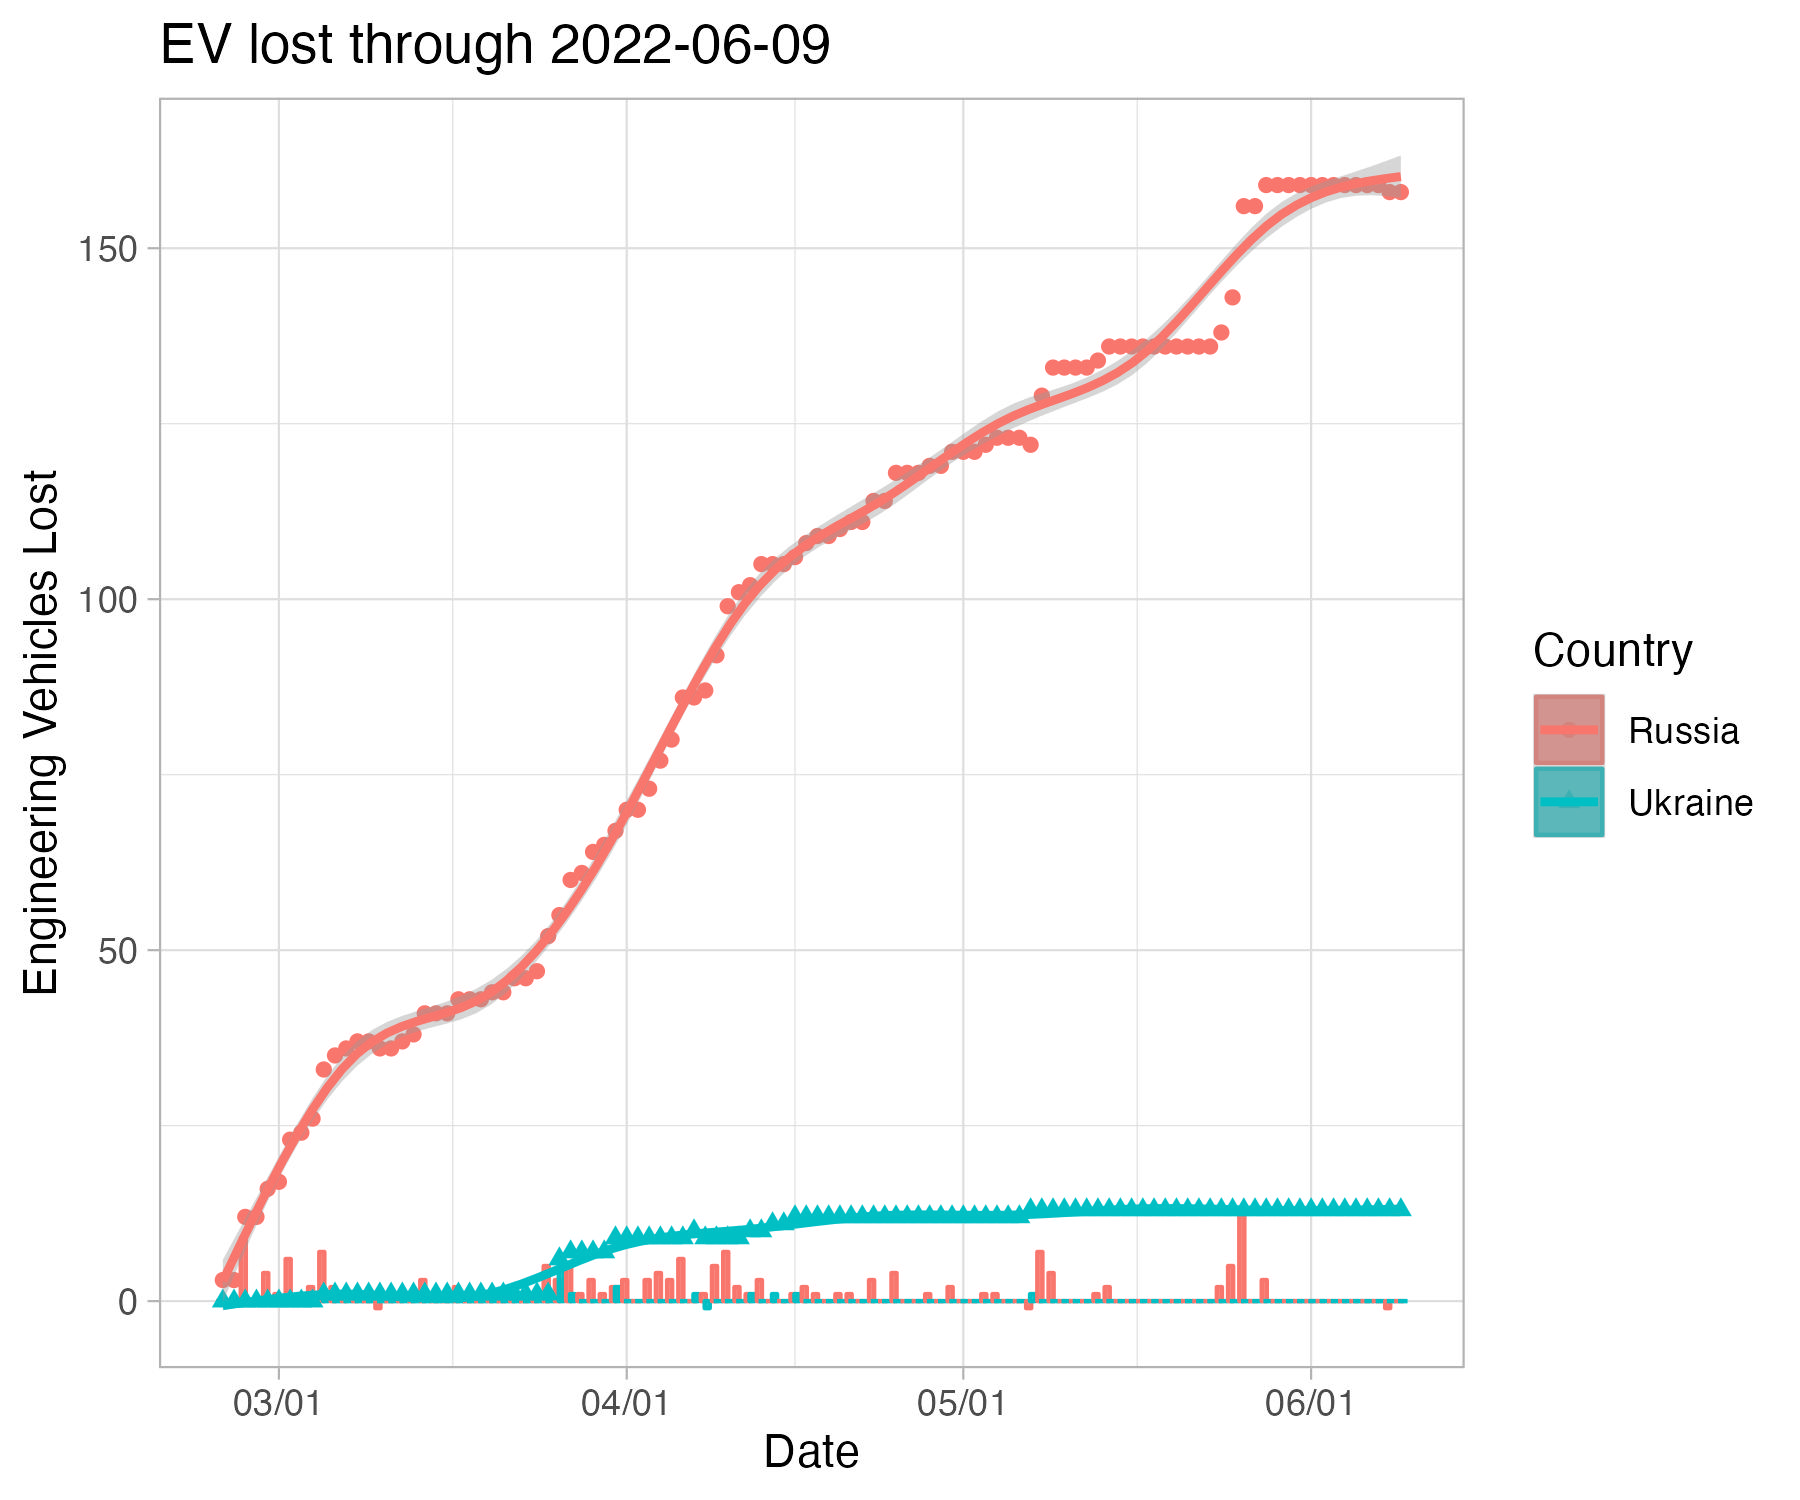 EV lost through 2022-06-09
Engineering Vehicles Lost
150
100
50
0
03/01
04/01
05/01
06/01
Date
Country
Russia
Ukraine